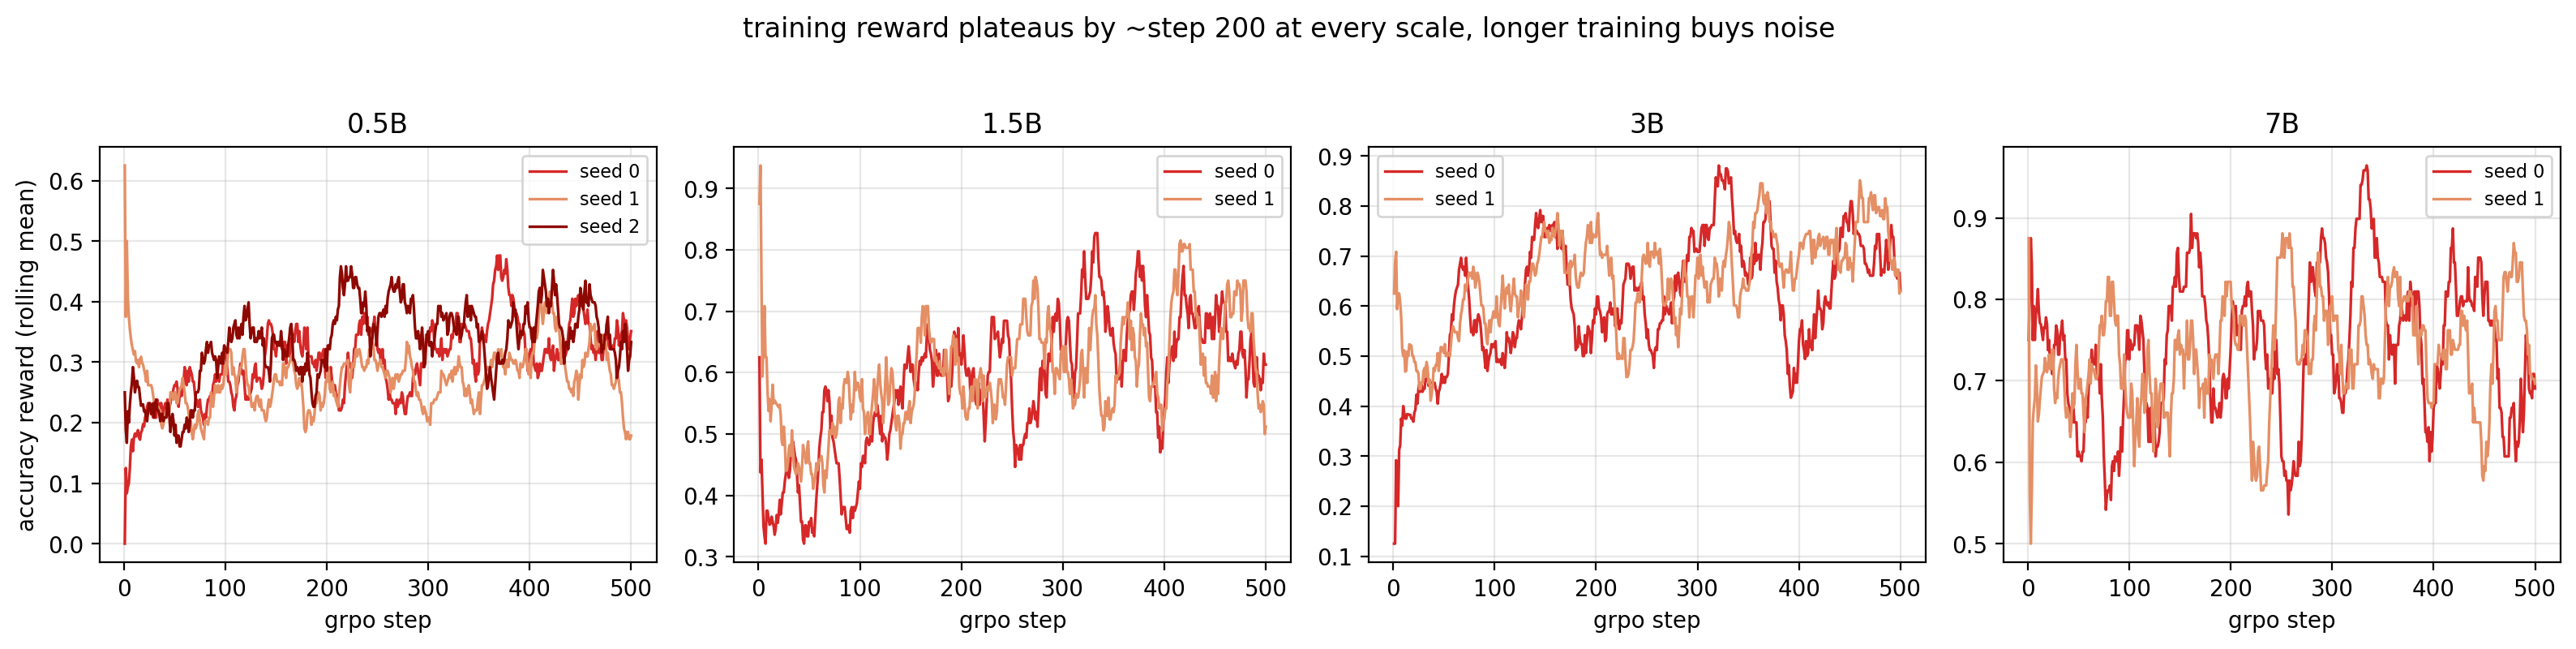 training reward plateaus by ~step 200 at every scale, longer training buys noise
0.5B
accuracy reward (rolling mean)
0.6
0.5
0.4
0.3
0.2
0.1
0.0
seed 0
seed 1
seed 2
0
100
200
300
400
500
grpo step
1.5B
0.9
0.8
0.7
0.6
0.5
0.4
0.3
seed 0
seed 1
0
100
200
300
400
500
grpo step
3B
0.9
0.8
0.7
0.6
0.5
0.4
0.3
0.2
0.1
seed 0
seed 1
0
100
200
300
400
500
grpo step
7B
0.9
0.8
0.7
0.6
0.5
seed 0
seed 1
0
100
200
300
400
500
grpo step